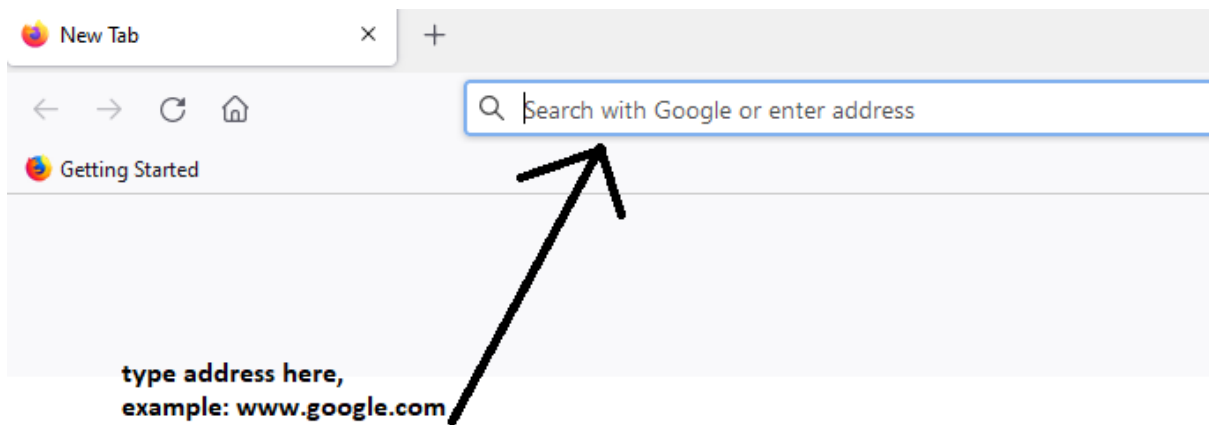 New Tab
Search with Google or enter address
Getting Started
type address here,
example: www.google.com